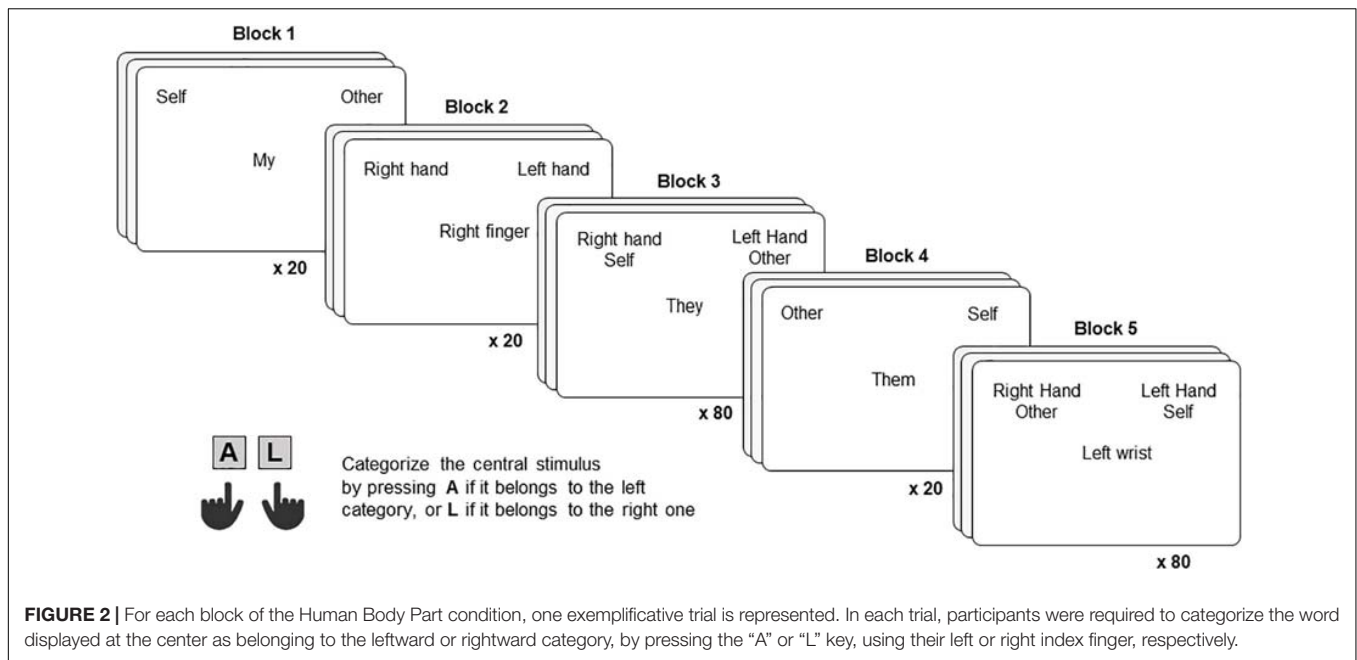 Block 1
Self Other
My
x 20
Block 2
Right hand Left hand
Right finger
x 20
Block 3
Right hand Left Hand
Self Other
They
x 80
Block 4
Other Self
Them
x 20
Block 5
Right Hand Left Hand
Other Self
Left wrist
x 80
A L
Categorize the central stimulus
by pressing A if it belongs to the left
category, or L if it belongs to the right one
FIGURE 2 | For each block of the Human Body Part condition, one exemplificative trial is represented. In each trial, participants were required to categorize the word
displayed at the center as belonging to the leftward or rightward category, by pressing the “A” or “L” key, using their left or right index finger, respectively.